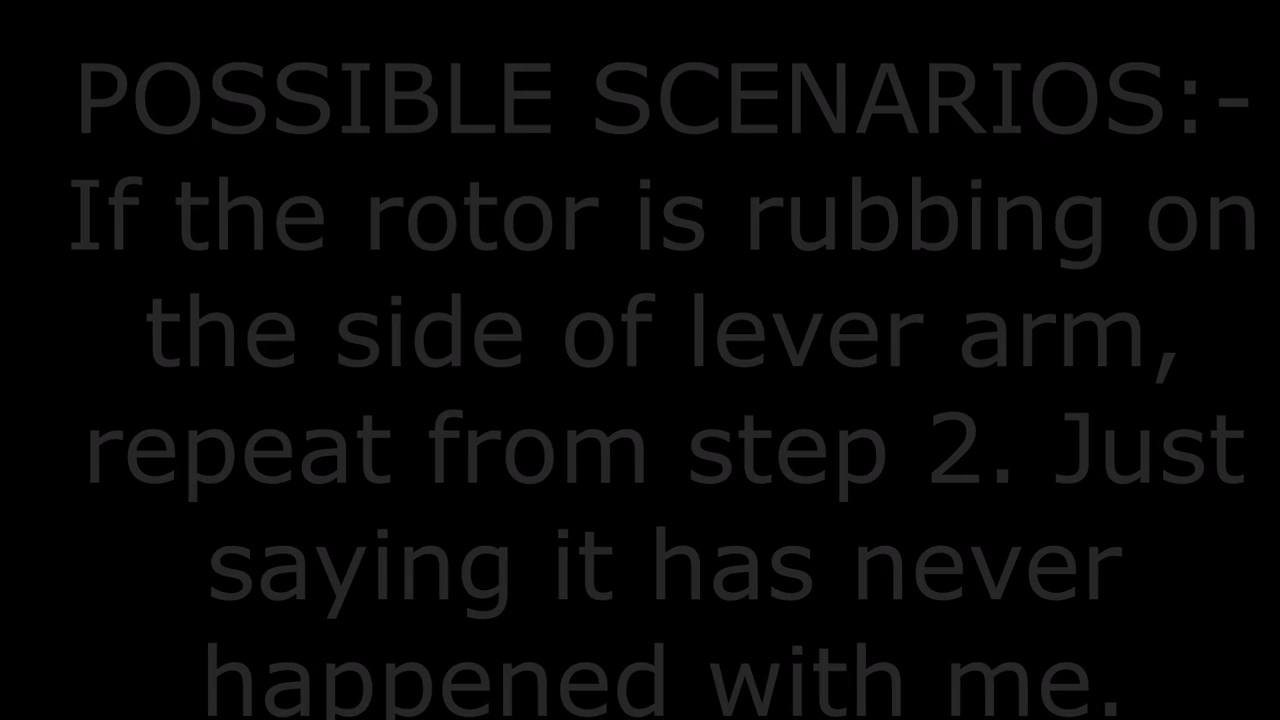 POSSIBLE SCENARIOS:-
If the rotor is rubbing on
the side of lever arm,
repeat from step 2. Just
saying it has never
happened with me.